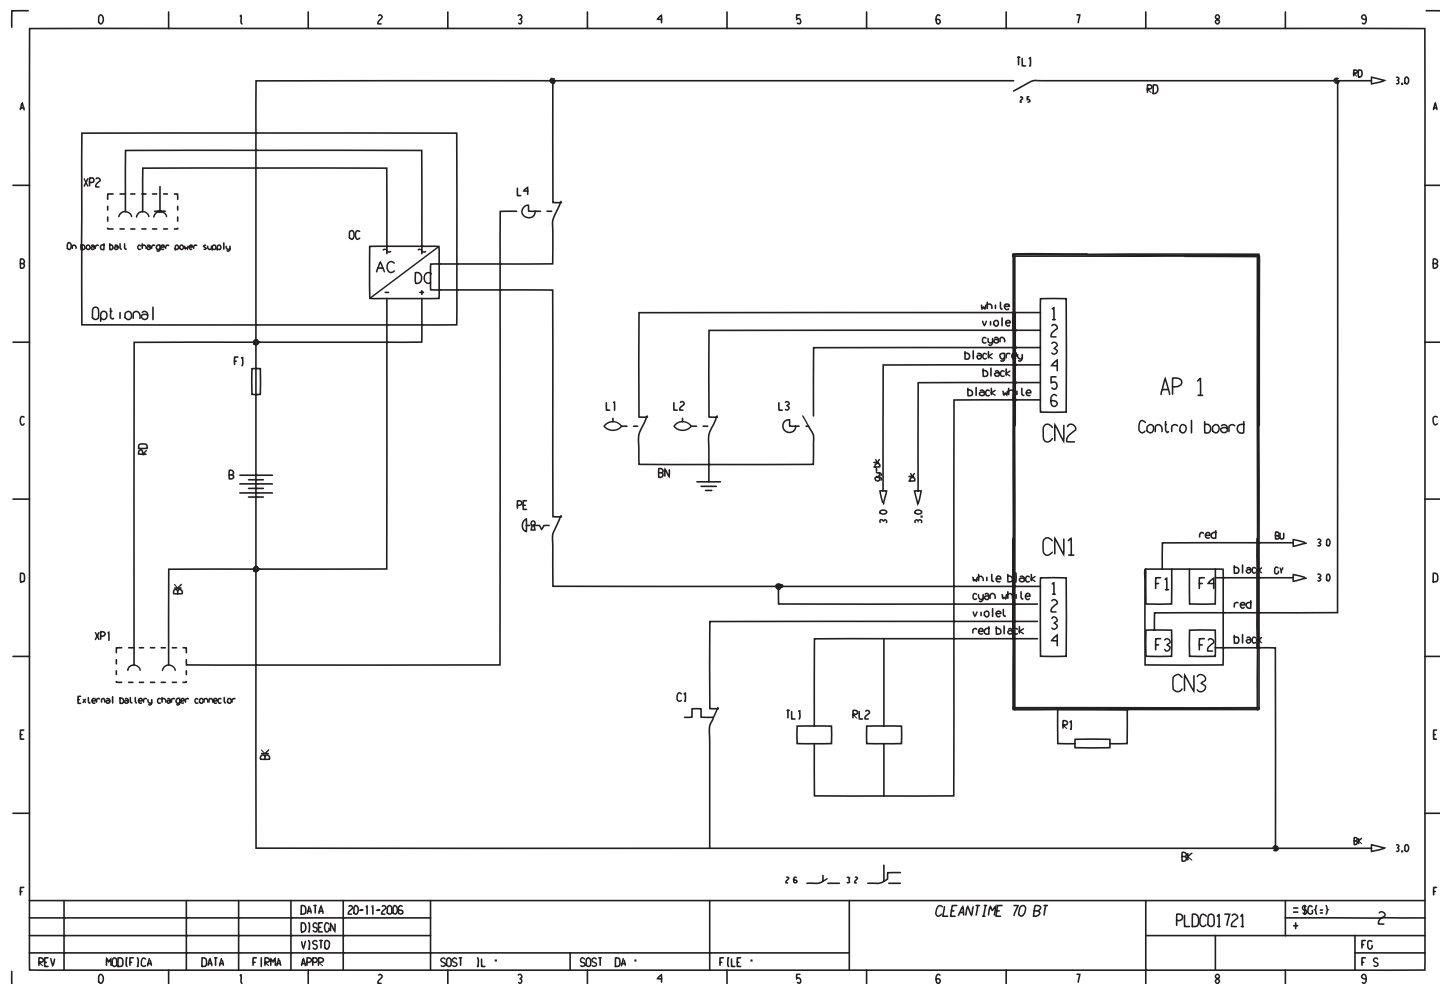 0 1 2 3 4 5 6 7 8 9
TL1
25
RD
RD 3.0
A A
XP2
On board batt charger power supply
OC
AC
DC
~ ~
- +
Optional
L4
B B
F1
RD
B
white 1
violet 2
cyan 3
black grey 4
black 5
black white 6
CN2
AP 1
Control board
L1 L2 L3
BN
gy-bk bk
3.0 3.0
C C
PE
CN1
white black 1
cyan white 2
violet 3
red black 4
red BU 3.0
black GY 3.0
red
black
F1 F4
F3 F2
CN3
D D
BK
XP1
External battery charger connector
BK
C1
TL1 RL2
R1
E E
BK
BK 3.0
2.6 3.2
F F
DATA 20-11-2006
DISEGN
VISTO
REV MODIFICA DATA FIRMA APPR
SOST IL
SOST DA
FILE
CLEANTIME 70 BT
PLDC01721
= $G{=}
+
2
FG
F S
0 1 2 3 4 5 6 7 8 9